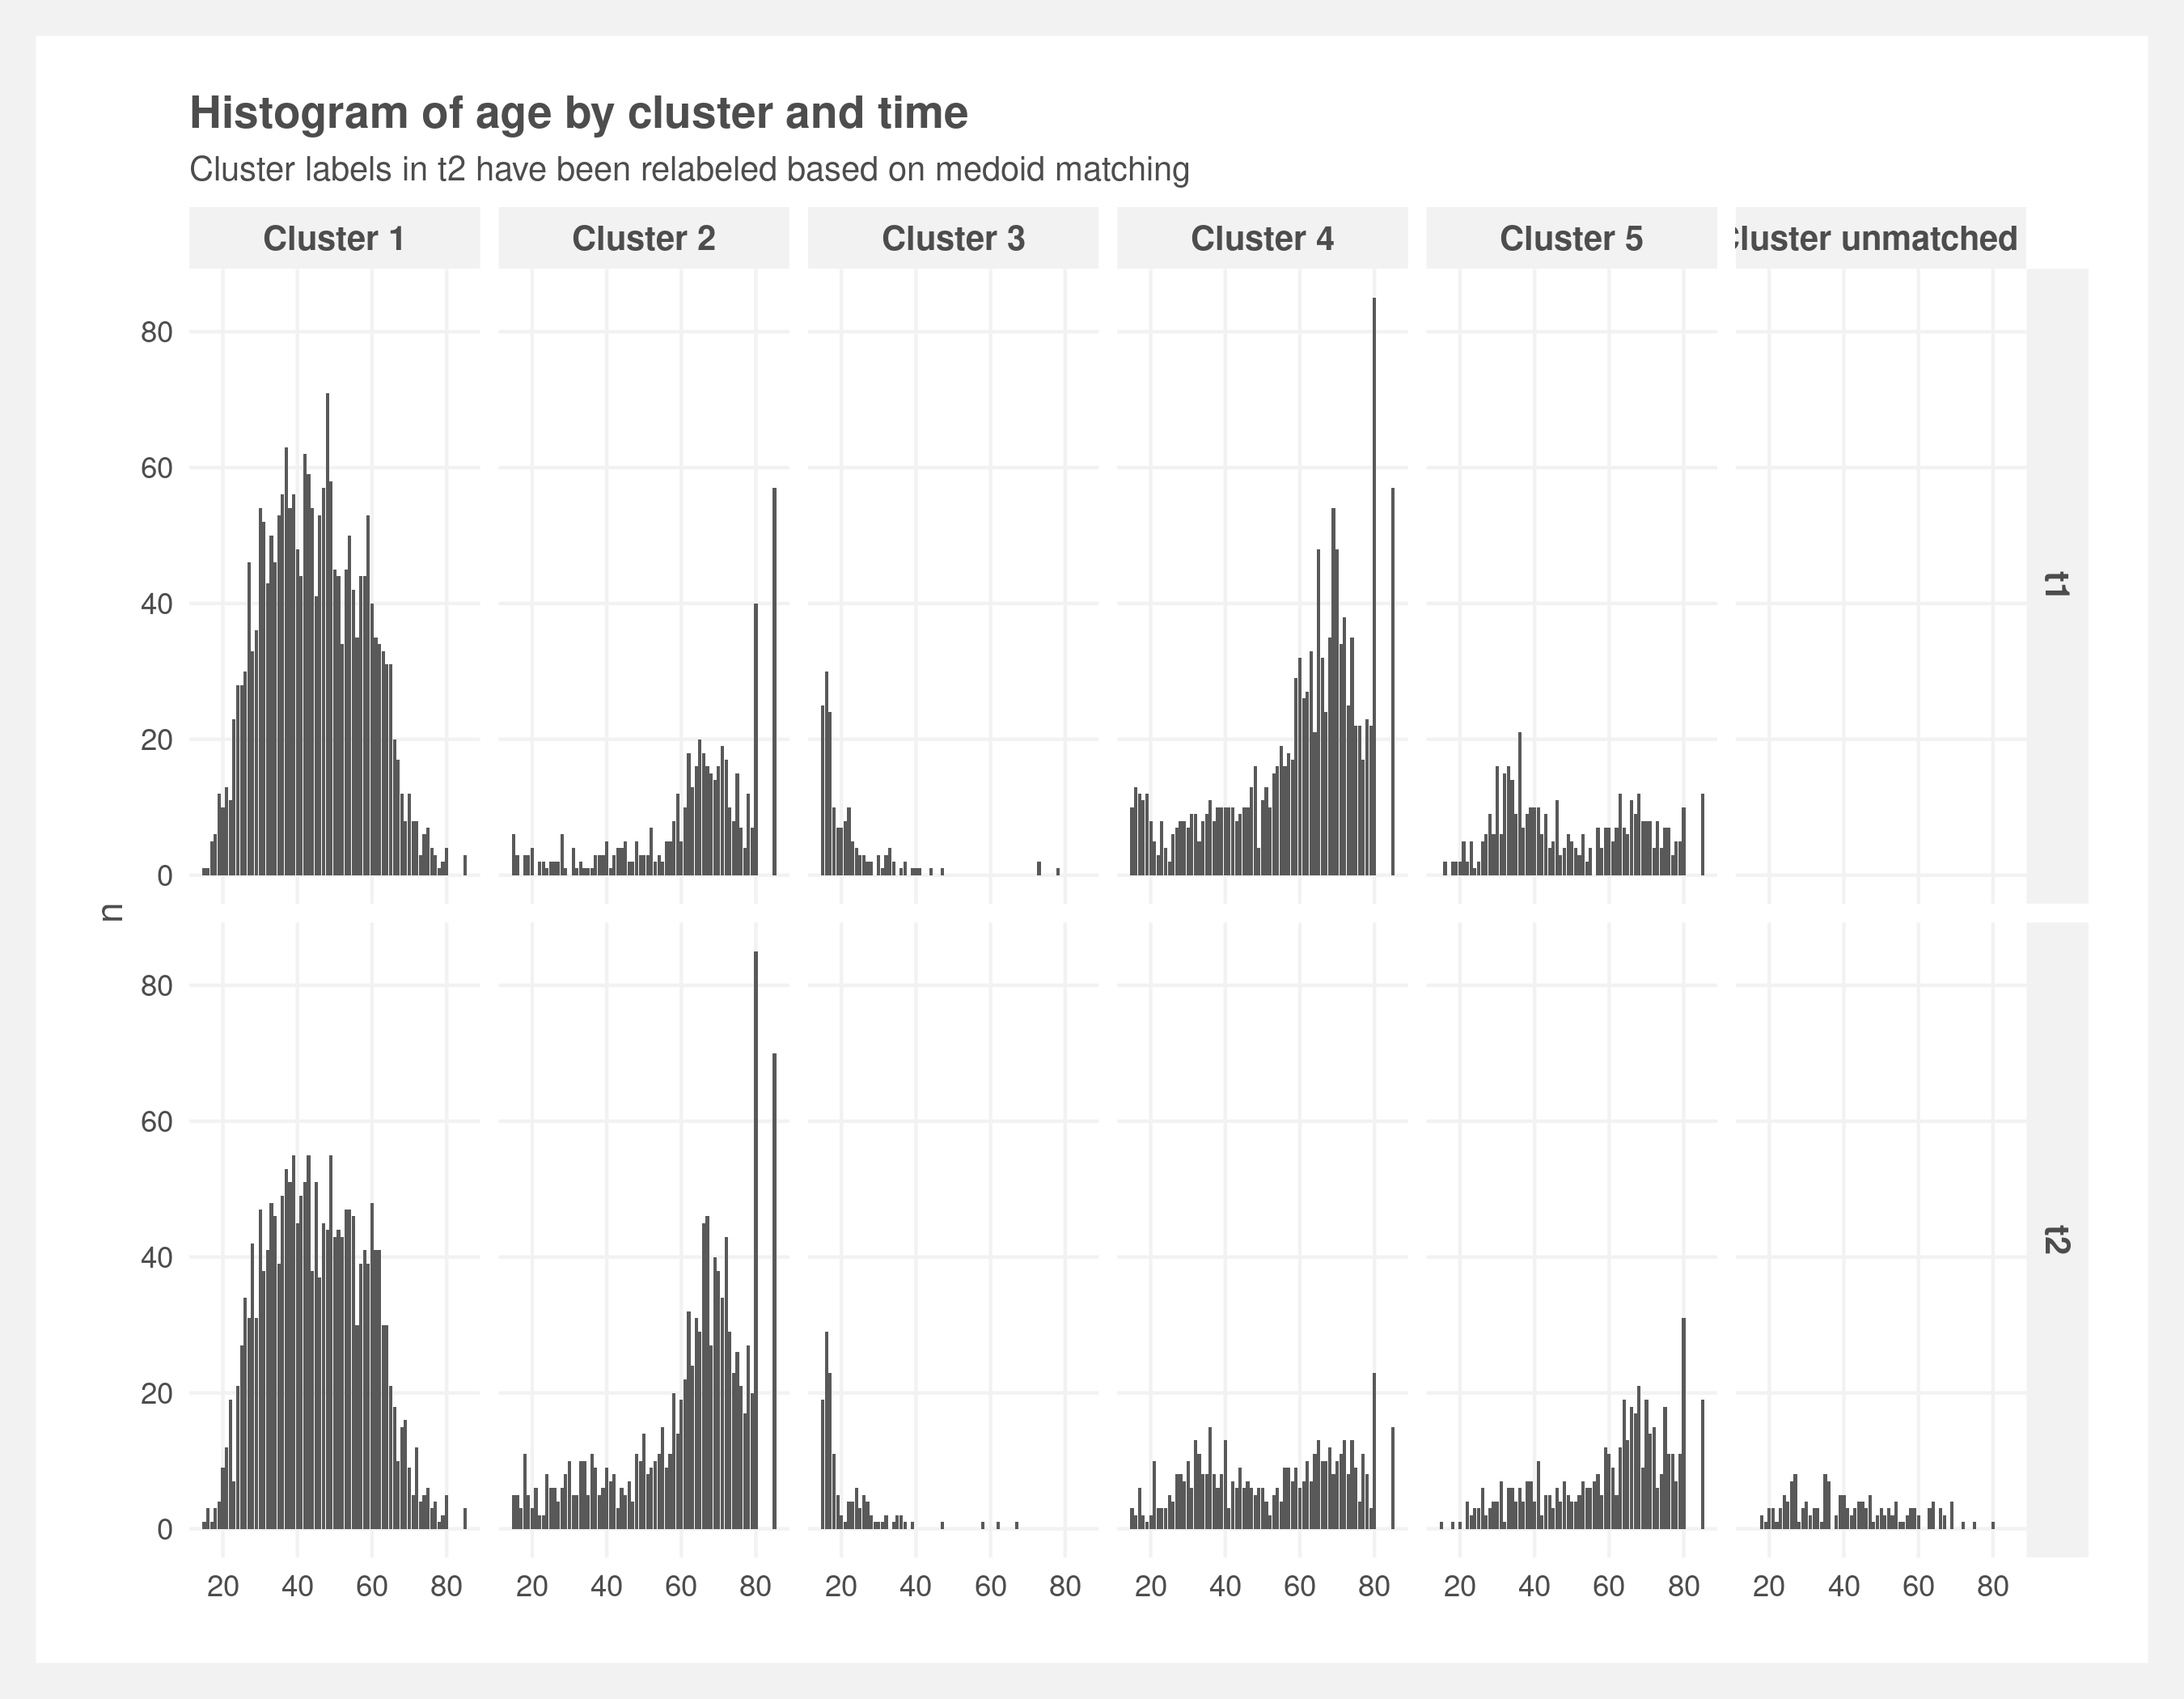 Histogram of age by cluster and time
Cluster labels in t2 have been relabeled based on medoid matching
Cluster 1 Cluster 2 Cluster 3 Cluster 4 Cluster 5 luster unmatched
80
60
40
20
0
t1
n
80
60
40
20
0
t2
20 40 60 80 20 40 60 80 20 40 60 80 20 40 60 80 20 40 60 80 20 40 60 80